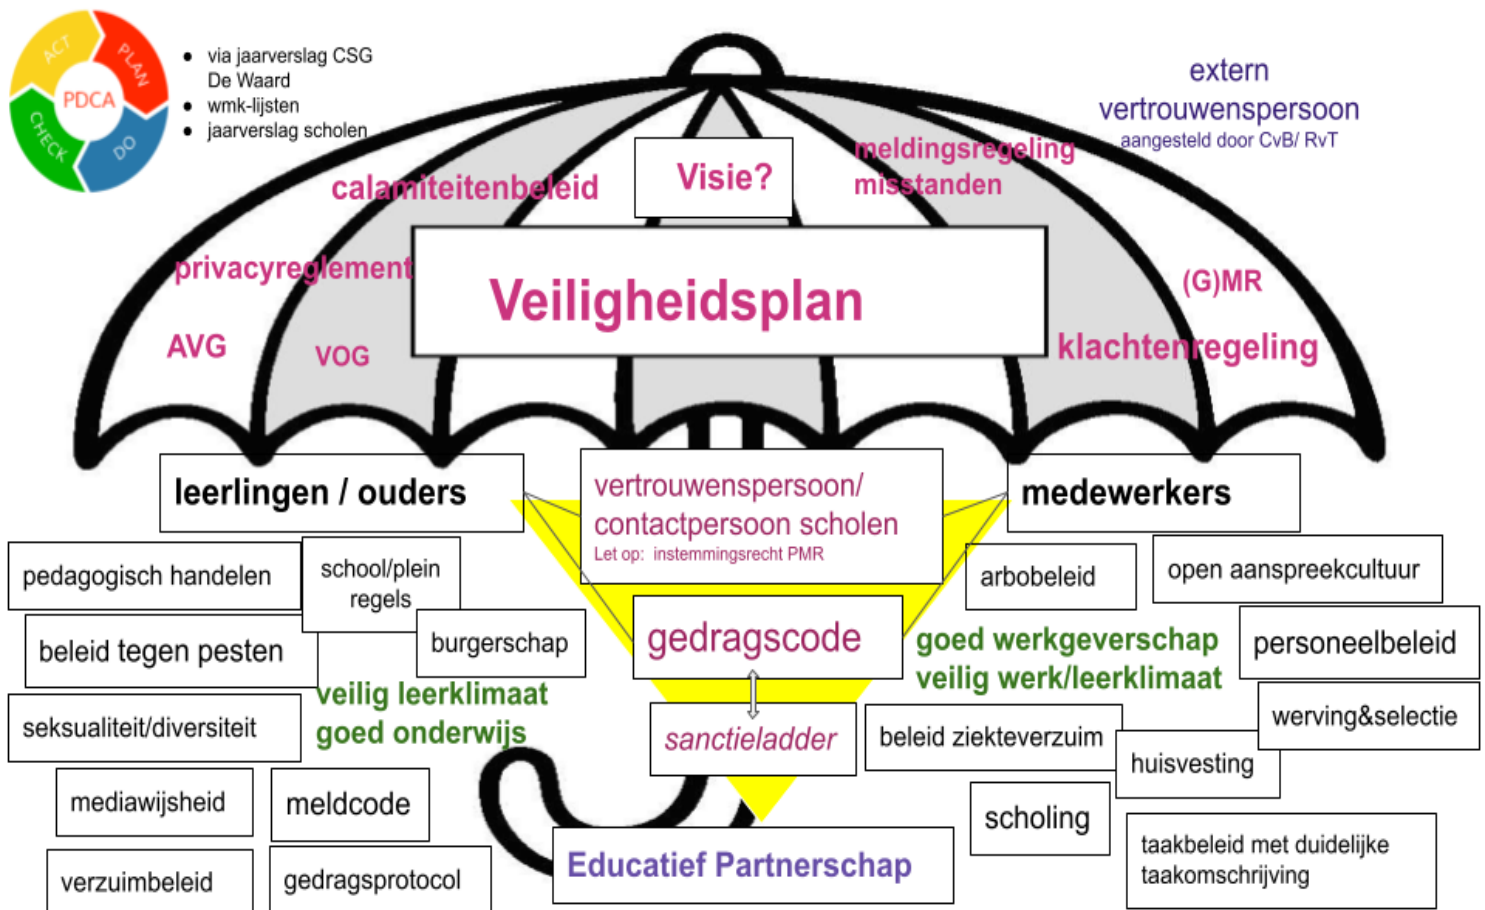 ACT
PLAN
PDCA
CHECK
DO
● via jaarverslag CSG
De Waard
● wmk-lijsten
● jaarverslag scholen
extern
vertrouwenspersoon
aangesteld door CvB/ RvT
calamiteitenbeleid
Visie?
meldingsregeling
misstanden
privacyreglement
Veiligheidsplan
(G)MR
AVG
VOG
klachtenregeling
leerlingen / ouders
vertrouwenspersoon/
contactpersoon scholen
Let op: instemmingsrecht PMR
medewerkers
pedagogisch handelen
school/plein
regels
arbobeleid
open aanspreekcultuur
beleid tegen pesten
burgerschap
gedragscode
goed werkgeverschap
veilig werk/leerklimaat
personeelbeleid
veilig leerklimaat
goed onderwijs
seksualiteit/diversiteit
sanctieladder
beleid ziekteverzuim
werving&selectie
huisvesting
mediawijsheid
meldcode
scholing
verzuimbeleid
gedragsprotocol
Educatief Partnerschap
taakbeleid met duidelijke
taakomschrijving